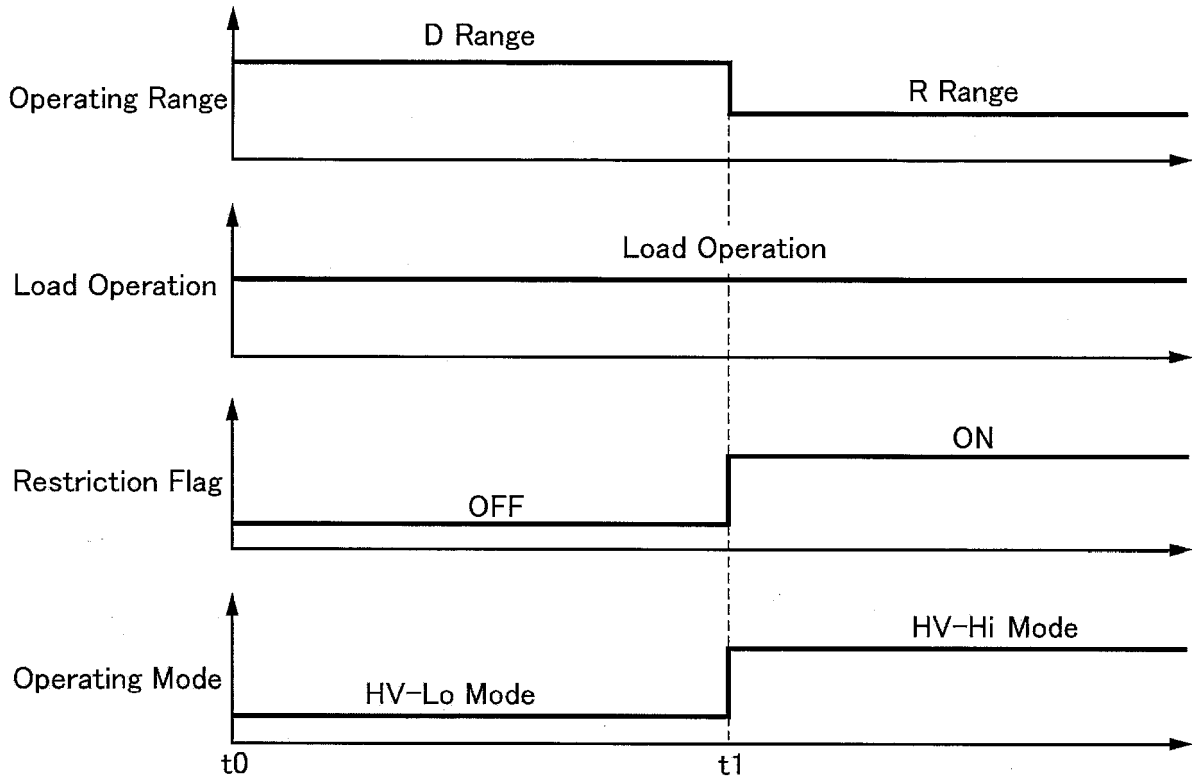 D Range
Operating Range
R Range
Load Operation
Load Operation
ON
Restriction Flag
OFF
HV-Hi Mode
Operating Mode
HV-Lo Mode
t0
t1